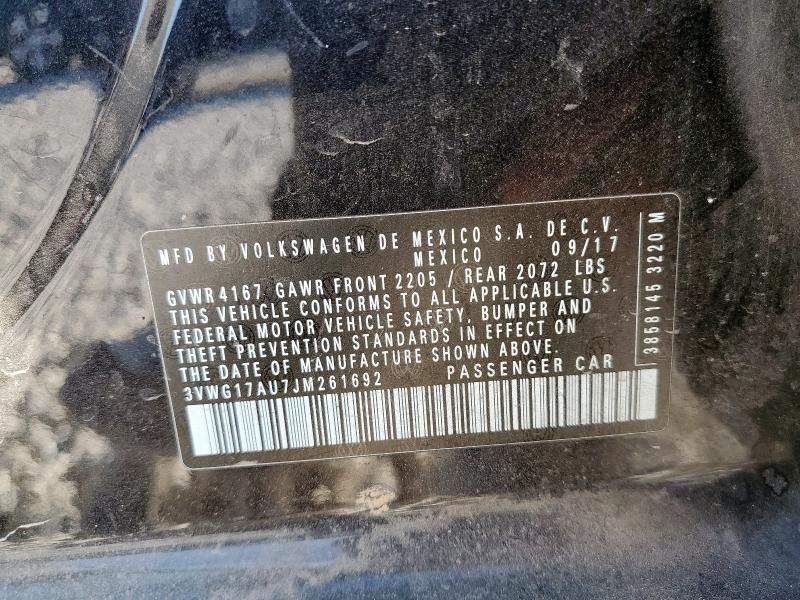 MFD BY VOLKSWAGEN DE MEXICO S.A. DE C.V.
MEXICO 09/17
GVWR 4167 GAWR FRONT 2205 / REAR 2072 LBS
THIS VEHICLE CONFORMS TO ALL APPLICABLE U.S.
FEDERAL MOTOR VEHICLE SAFETY, BUMPER AND
THEFT PREVENTION STANDARDS IN EFFECT ON
THE DATE OF MANUFACTURE SHOWN ABOVE.
3VWG17AU7JM261692 PASSENGER CAR
3858146 3220 M